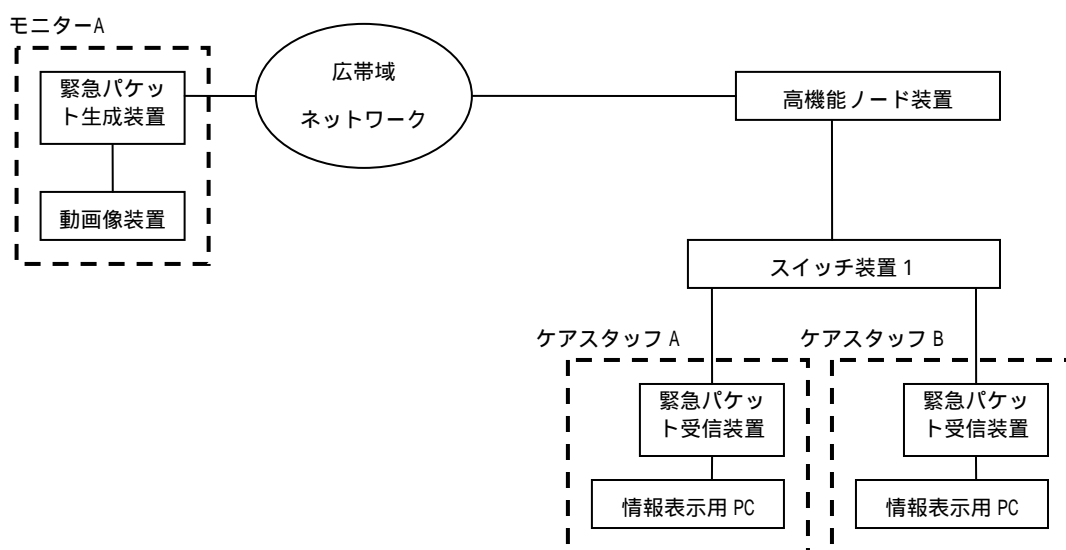 モニターA
緊急パケッ
ト生成装置
動画像装置
広帯域
ネットワーク
高機能ノード装置
スイッチ装置1
ケアスタッフA
緊急パケッ
ト受信装置
情報表示用PC
ケアスタッフB
緊急パケッ
ト受信装置
情報表示用PC